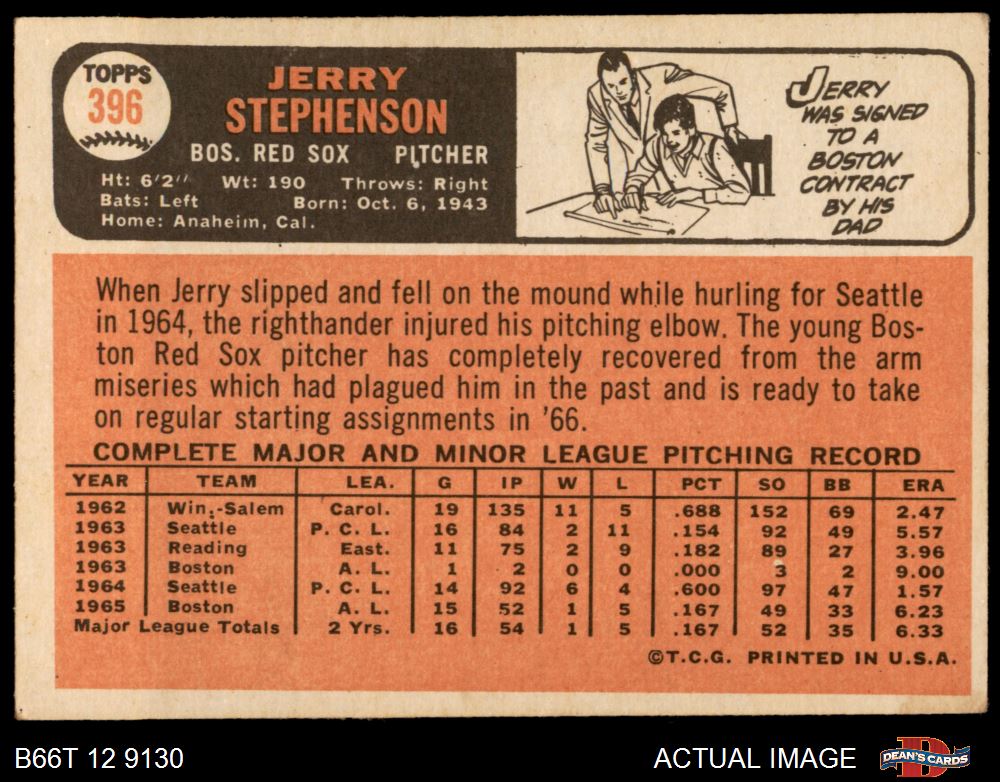 TOPPS
396
JERRY
STEPHENSON
BOS. RED SOX PITCHER
Ht: 6'2" Wt: 190 Throws: Right
Bats: Left Born: Oct. 6, 1943
Home: Anaheim, Cal.
JERRY
WAS SIGNED
TO A
BOSTON
CONTRACT
BY HIS
DAD
When Jerry slipped and fell on the mound while hurling for Seattle
in 1964, the righthander injured his pitching elbow. The young Bos-
ton Red Sox pitcher has completely recovered from the arm
miseries which had plagued him in the past and is ready to take
on regular starting assignments in '66.
COMPLETE MAJOR AND MINOR LEAGUE PITCHING RECORD
YEAR TEAM LEA. G IP W L PCT SO BB ERA
1962 Win.-Salem Carol. 19 135 11 5 .688 152 69 2.47
1963 Seattle P. C. L. 16 84 2 11 .154 92 49 5.57
1963 Reading East. 11 75 2 9 .182 89 27 3.96
1963 Boston A. L. 1 2 0 0 .000 3 2 9.00
1964 Seattle P. C. L. 14 92 6 4 .600 97 47 1.57
1965 Boston A. L. 15 52 1 5 .167 49 33 6.23
Major League Totals 2 Yrs. 16 54 1 5 .167 52 35 6.33
©T.C.G. PRINTED IN U.S.A.
B66T 12 9130 ACTUAL IMAGE DEAN'S CARDS